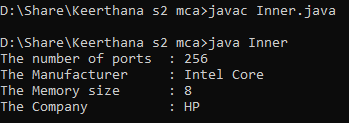 D:\Share\Keerthana s2 mca>javac Inner.java
D:\Share\Keerthana s2 mca>java Inner
The number of ports  : 256
The Manufacturer     : Intel Core
The Memory size      : 8
The Company          : HP